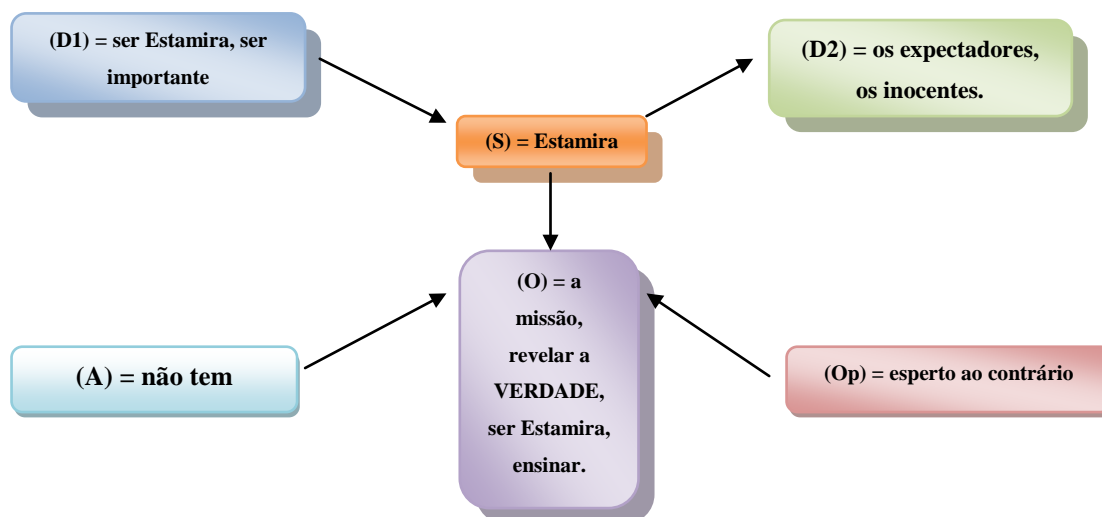 (D1) = ser Estamira, ser
importante
(D2) = os expectadores,
os inocentes.
(S) = Estamira
(O) = a
missão,
revelar a
VERDADE,
ser Estamira,
ensinar.
(A) = não tem
(Op) = esperto ao contrário